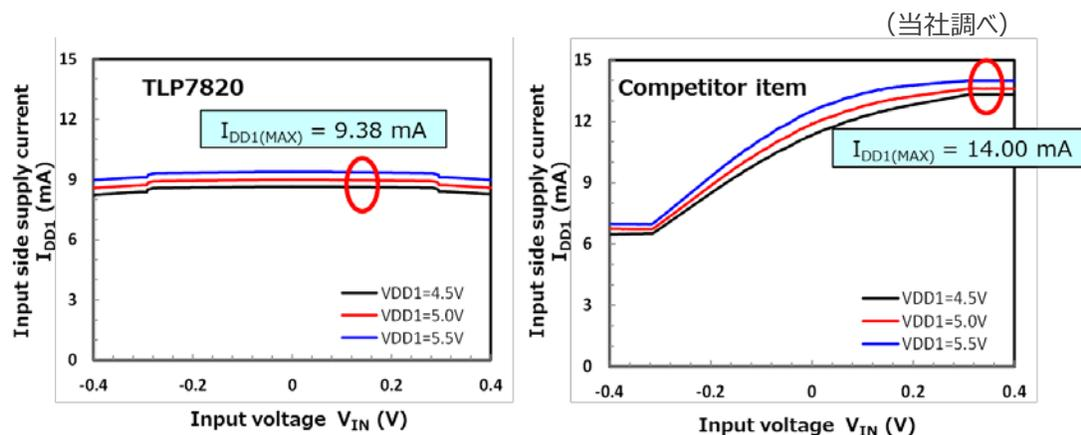 （当社調べ）
TLP7820
I_DD1(MAX) = 9.38 mA
Input side supply current
I_DD1 (mA)
15
12
9
6
3
0
VDD1=4.5V
VDD1=5.0V
VDD1=5.5V
-0.4
-0.2
0
0.2
0.4
Input voltage V_IN (V)
Competitor item
I_DD1(MAX) = 14.00 mA
Input side supply current
I_DD1 (mA)
15
12
9
6
3
0
VDD1=4.5V
VDD1=5.0V
VDD1=5.5V
-0.4
-0.2
0
0.2
0.4
Input voltage V_IN (V)